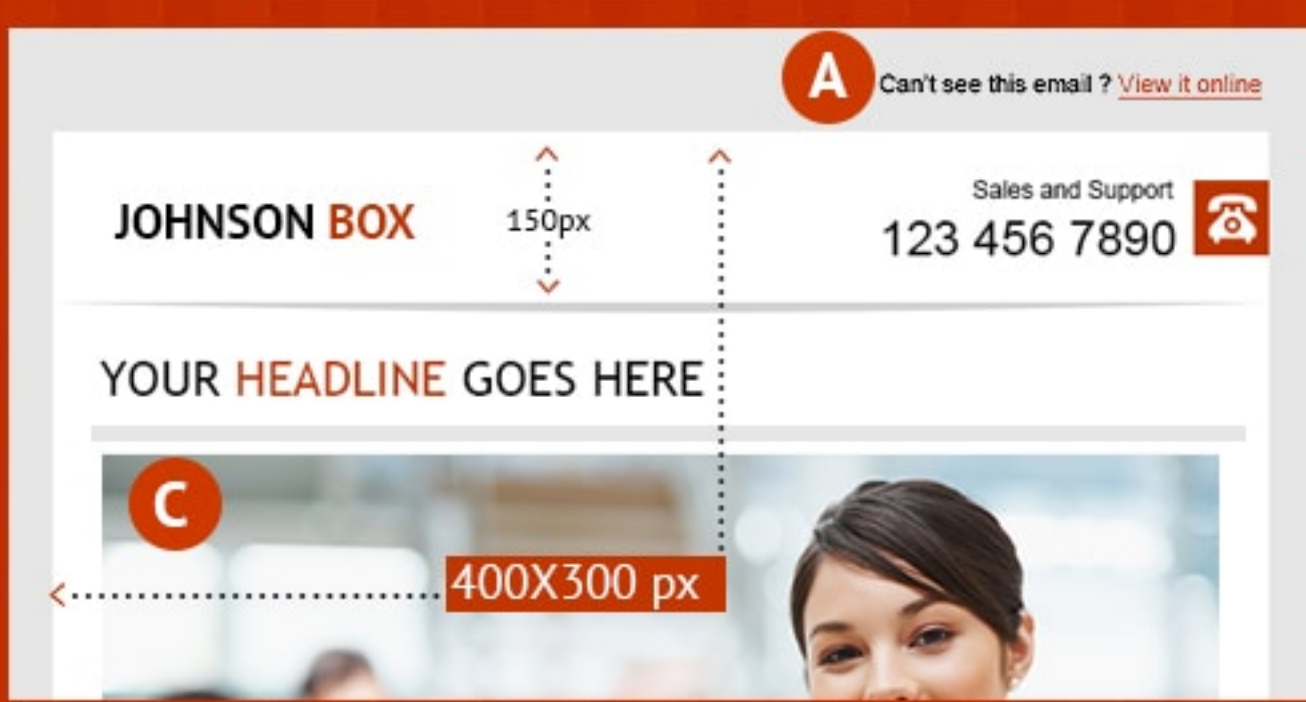 A
Can't see this email ? View it online
JOHNSON BOX
150px
Sales and Support
123 456 7890
YOUR HEADLINE GOES HERE
C
400X300 px